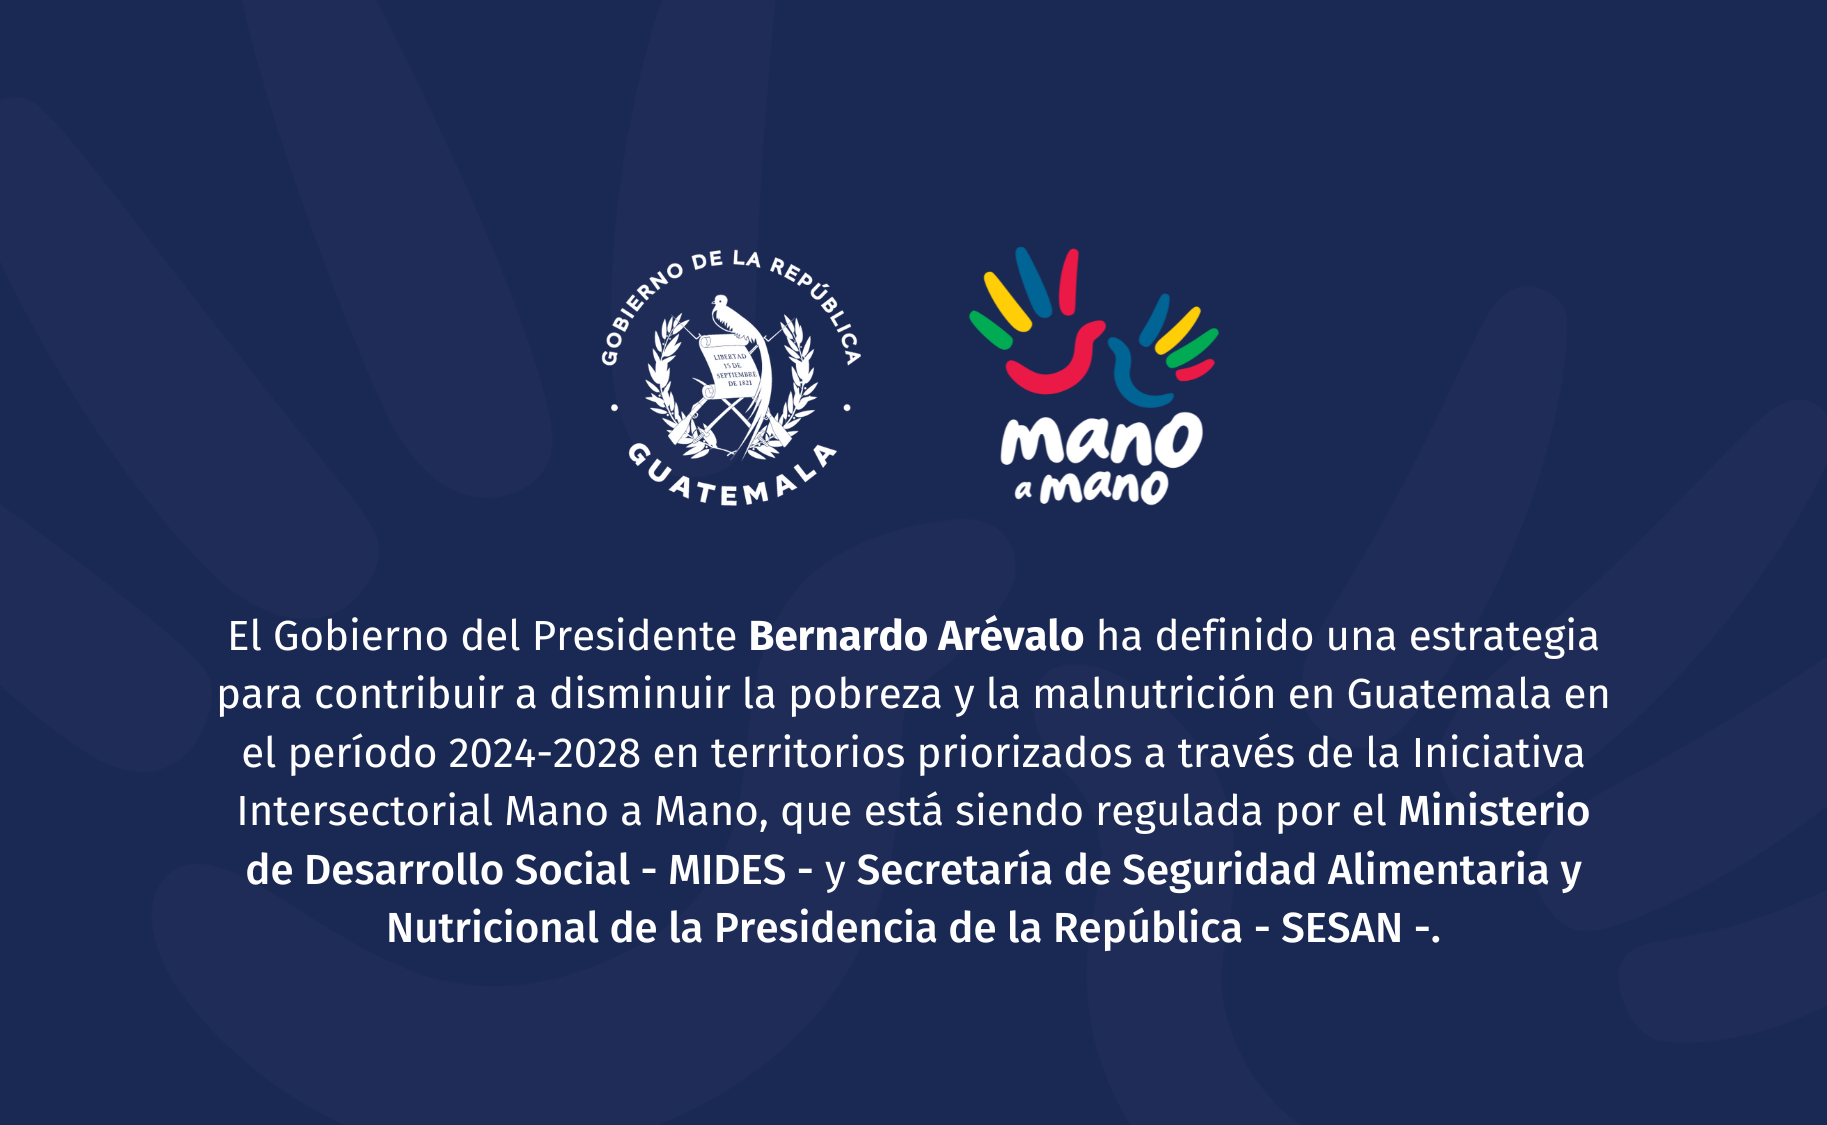 GOBIERNO DE LA REPÚBLICA
LIBERTAD
15 DE
SEPTIEMBRE
DE 1821
GUATEMALA
mano
a mano
El Gobierno del Presidente Bernardo Arévalo ha definido una estrategia
para contribuir a disminuir la pobreza y la malnutrición en Guatemala en
el período 2024-2028 en territorios priorizados a través de la Iniciativa
Intersectorial Mano a Mano, que está siendo regulada por el Ministerio
de Desarrollo Social - MIDES - y Secretaría de Seguridad Alimentaria y
Nutricional de la Presidencia de la República - SESAN -.